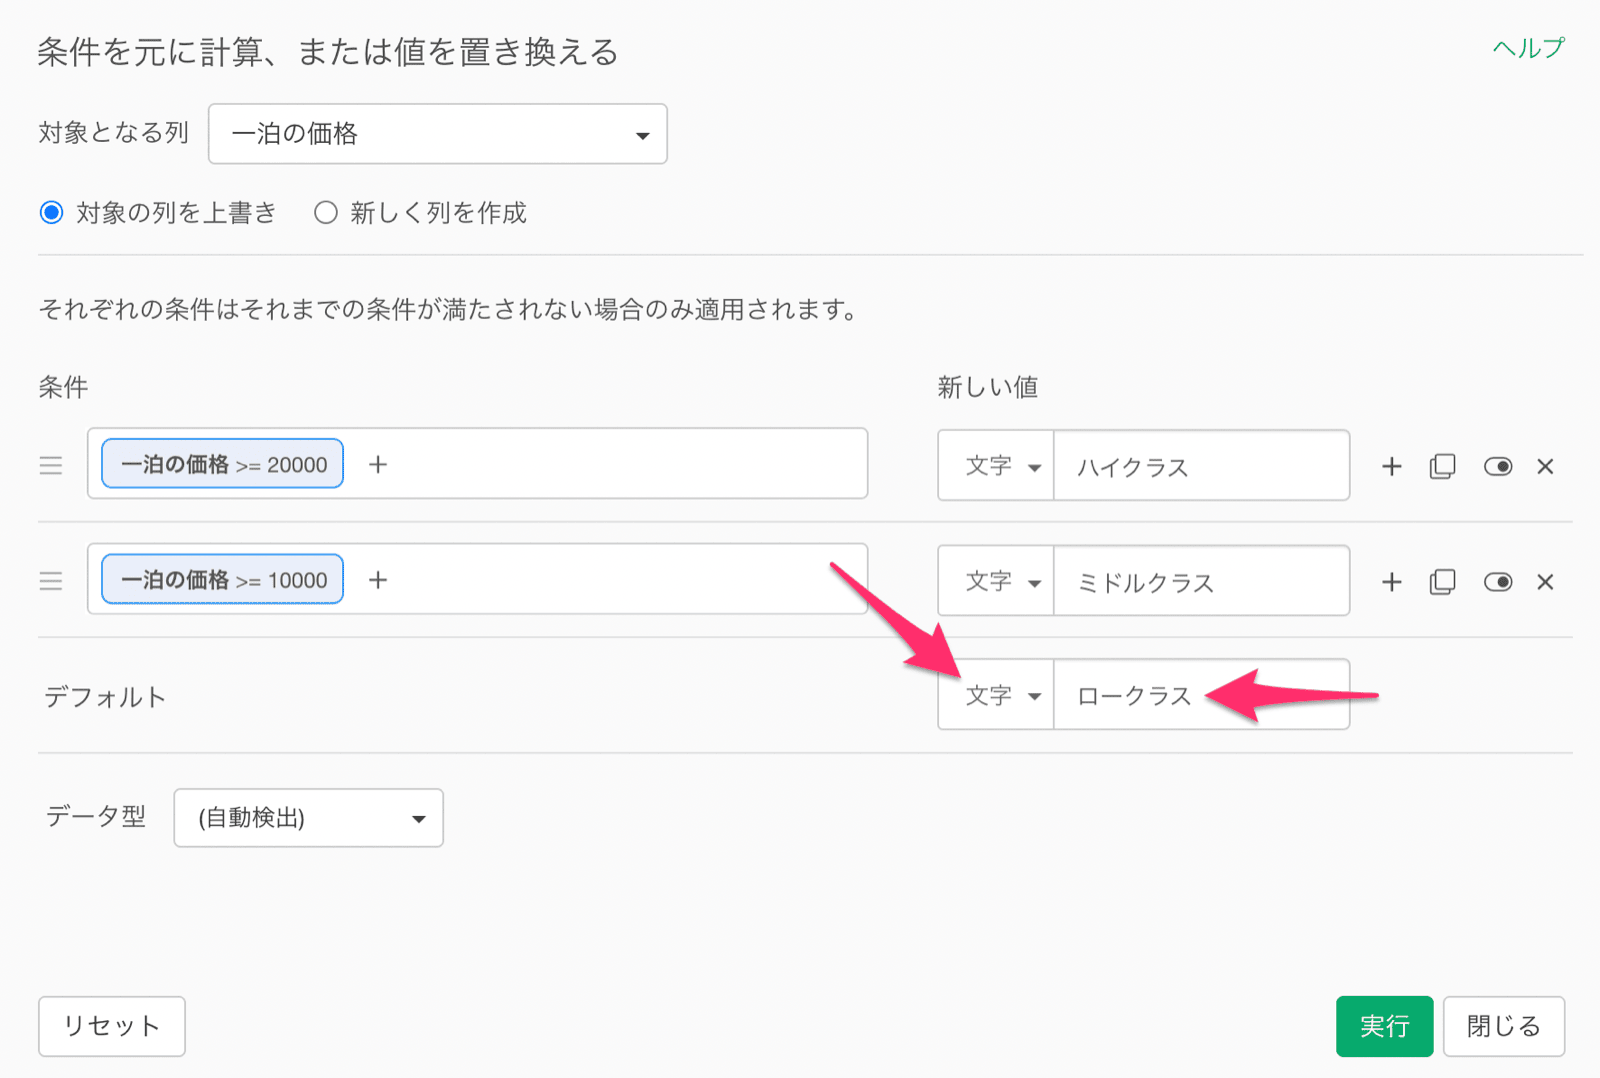 条件を元に計算、または値を置き換える
ヘルプ
対象となる列 一泊の価格
対象の列を上書き 新しく列を作成
それぞれの条件はそれまでの条件が満たされない場合のみ適用されます。
条件 新しい値
一泊の価格 >= 20000 + 文字 ハイクラス
一泊の価格 >= 10000 + 文字 ミドルクラス
デフォルト 文字 ロークラス
データ型 (自動検出)
リセット 実行 閉じる